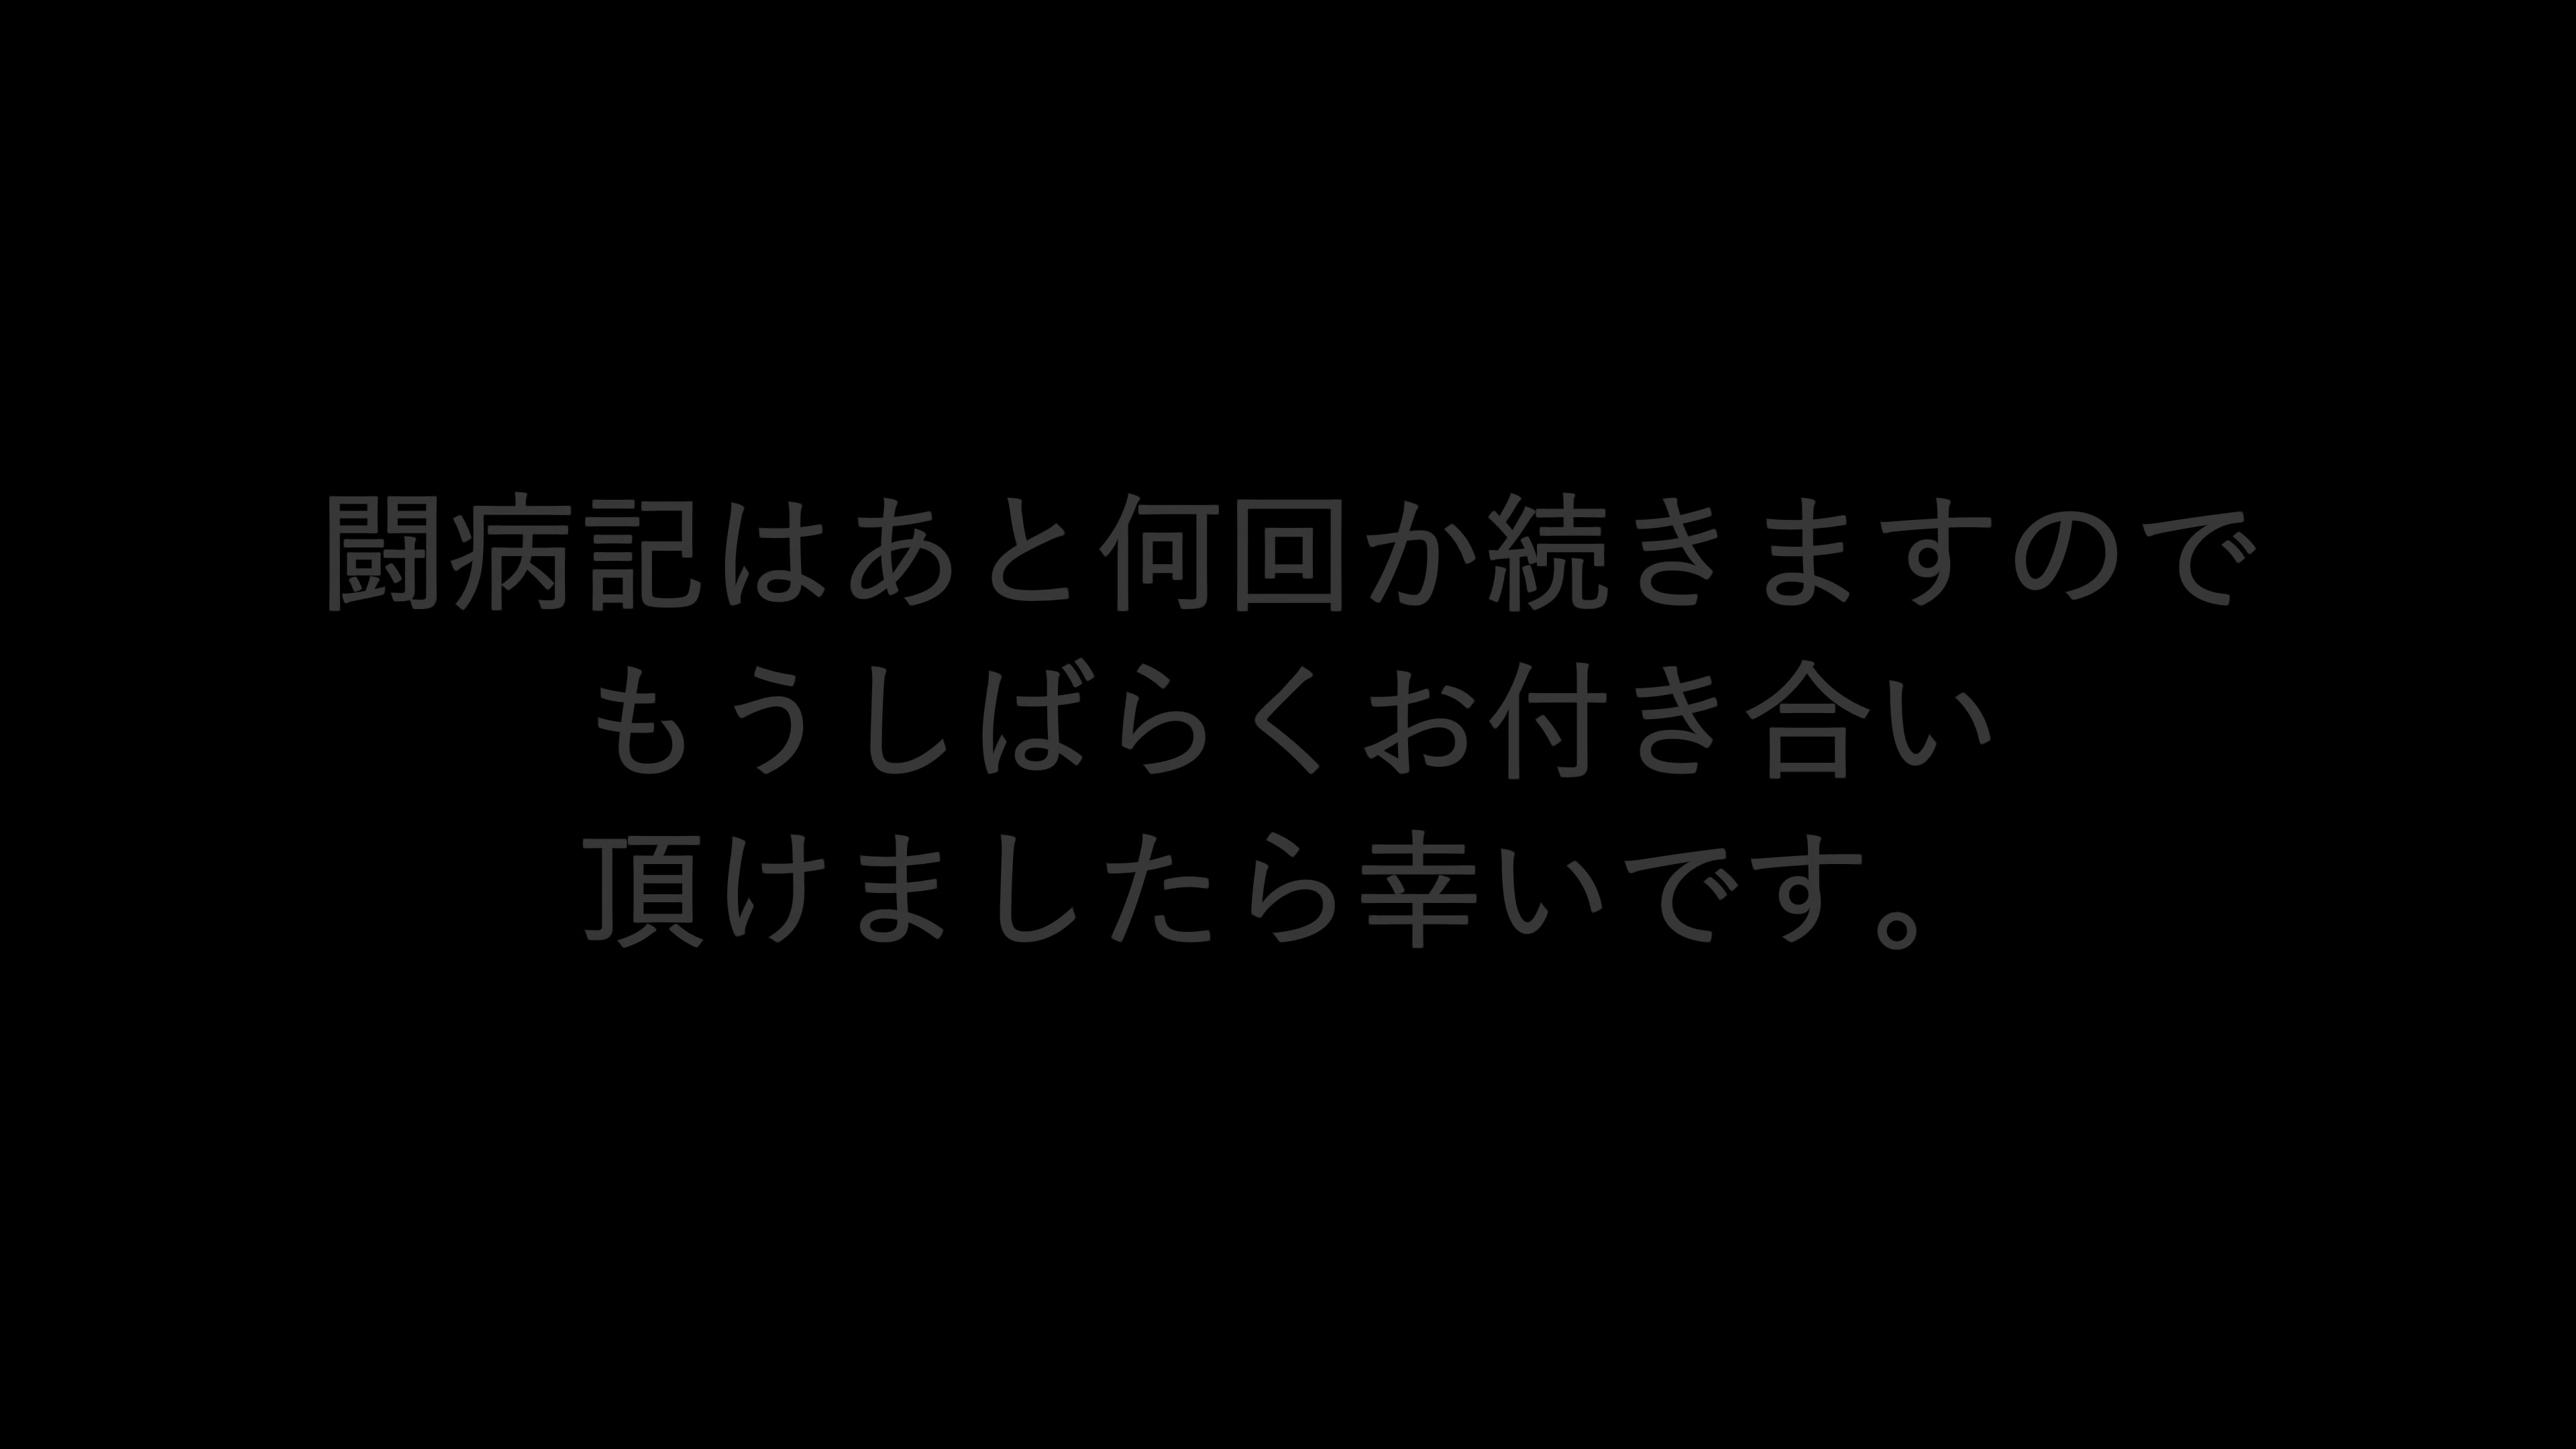 闘病記はあと何回か続きますので
もうしばらくお付き合い
頂けましたら幸いです。